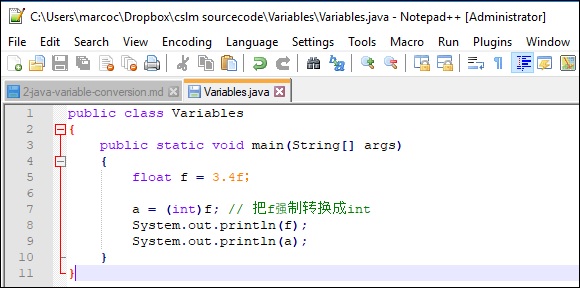 C:\Users\marcoc\Dropbox\cslm sourcecode\Variables\Variables.java - Notepad++ [Administrator]
File Edit Search View Encoding Language Settings Tools Macro Run Plugins Window
2-java-variable-conversion.md Variables.java
1 public class Variables
2 {
3 public static void main(String[] args)
4 {
5 float f = 3.4f;
6
7 a = (int)f; // 把f强制转换成int
8 System.out.println(f);
9 System.out.println(a);
10 }
11 }